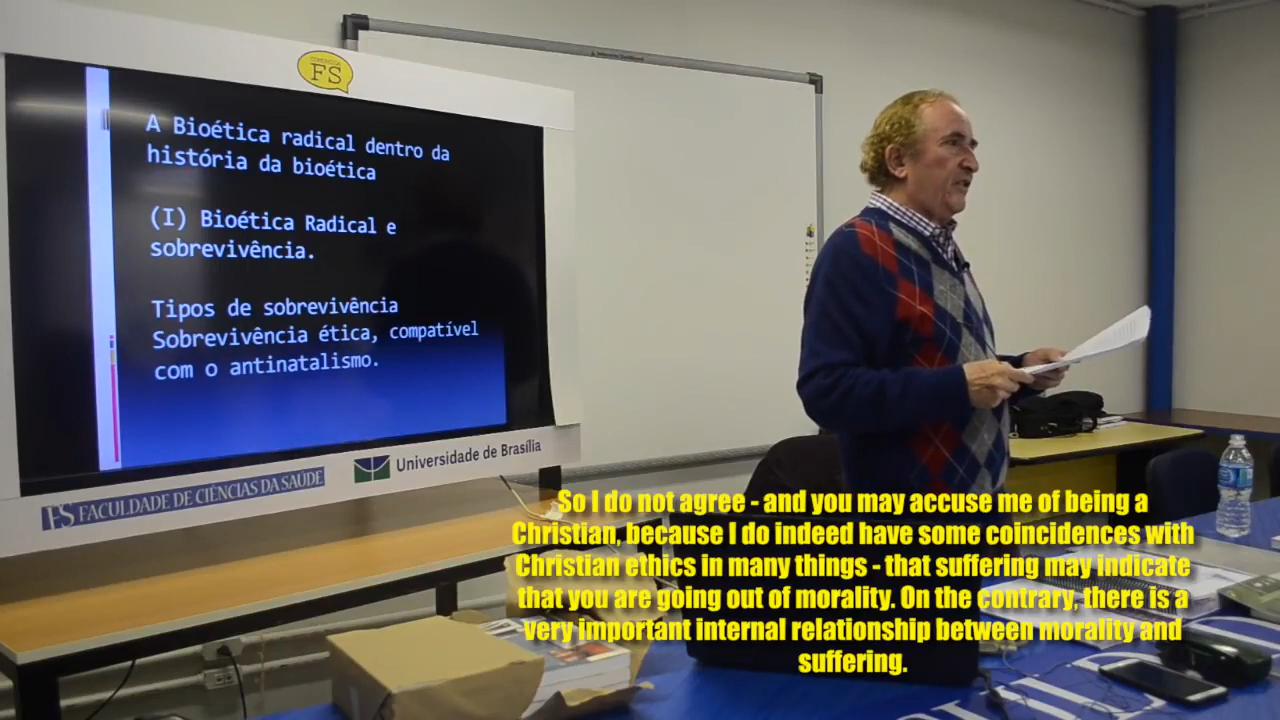 FS
A Bioética radical dentro da
história da bioética
(I) Bioética Radical e
sobrevivência.
Tipos de sobrevivência
Sobrevivência ética, compatível
com o antinatalismo.
FS FACULDADE DE CIÊNCIAS DA SAÚDE
Universidade de Brasília
So I do not agree - and you may accuse me of being a
Christian, because I do indeed have some coincidences with
Christian ethics in many things - that suffering may indicate
that you are going out of morality. On the contrary, there is a
very important internal relationship between morality and
suffering.